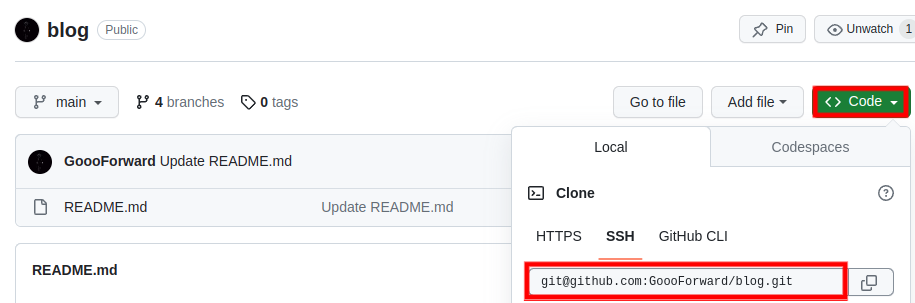 blog Public Pin Unwatch 1
main 4 branches 0 tags Go to file Add file Code
Local Codespaces
GoooForward Update README.md
Clone
README.md Update README.md
HTTPS SSH GitHub CLI
README.md
git@github.com:GoooForward/blog.git